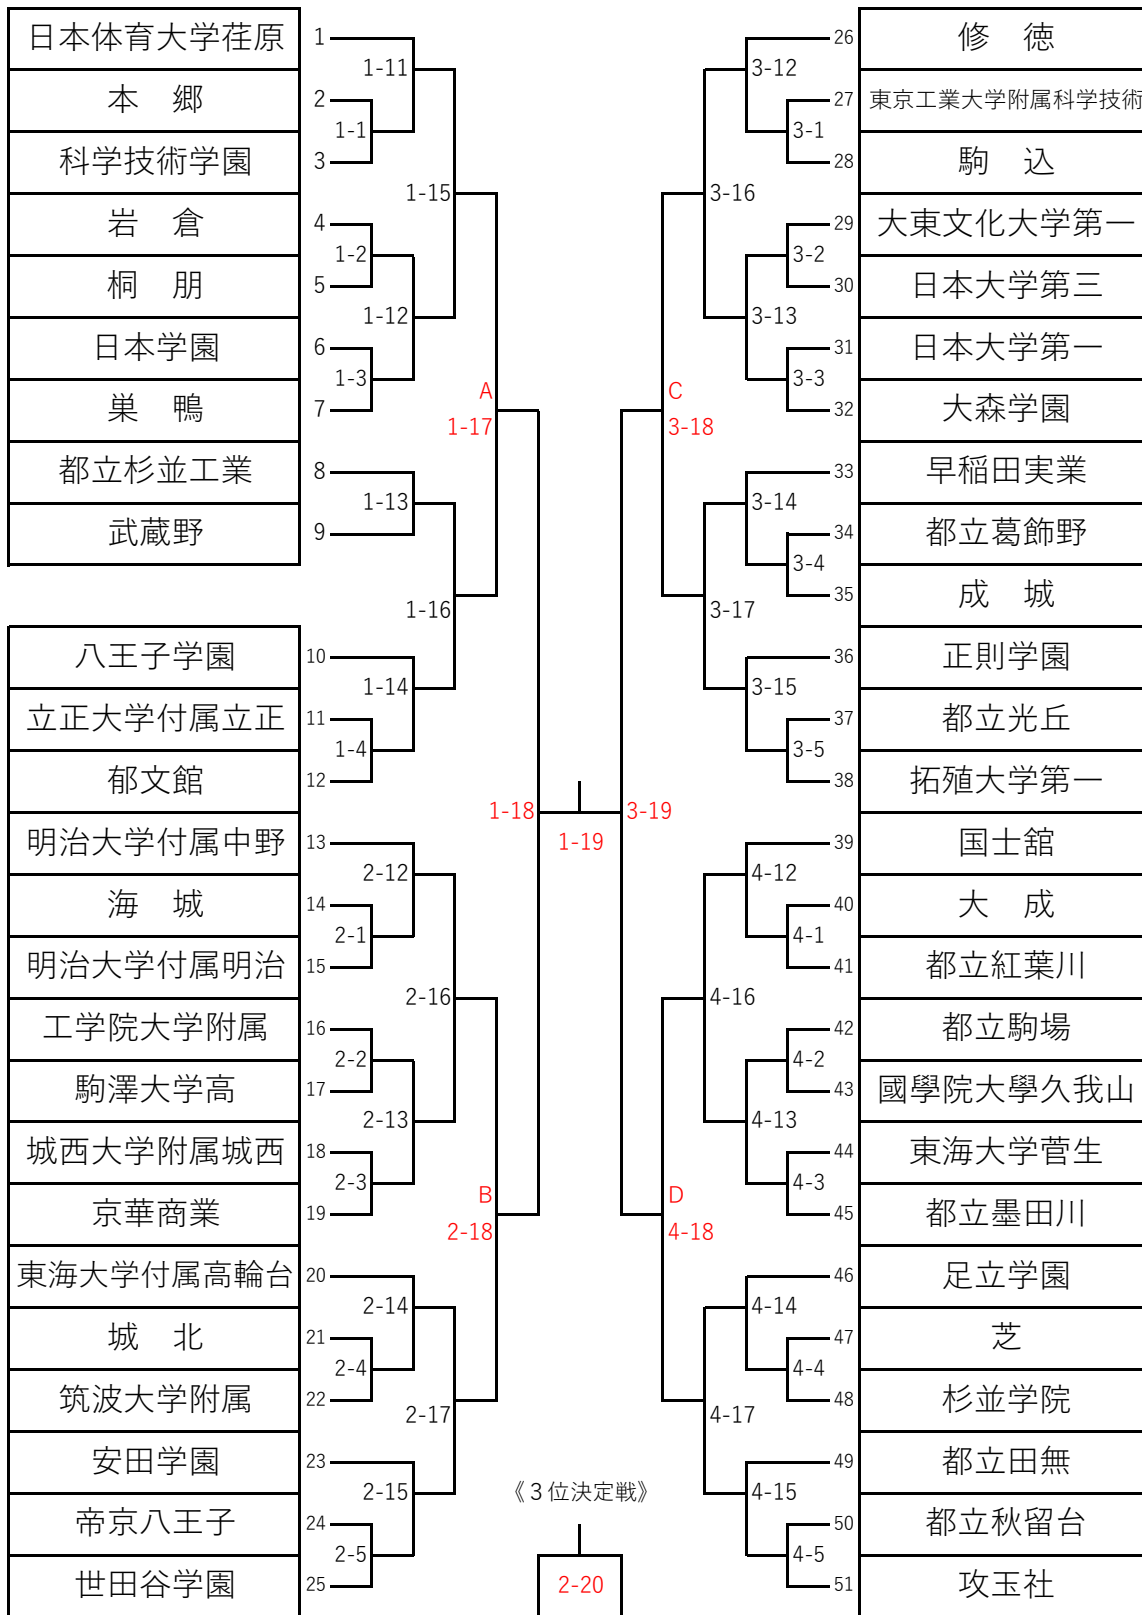 日本体育大学荏原 1
1-11
本　郷 2
1-1
科学技術学園 3
1-15
岩　倉 4
1-2
桐　朋 5
1-12
日本学園 6
1-3
巣　鴨 7
A
1-17
都立杉並工業 8
1-13
武蔵野 9
1-16
八王子学園 10
1-14
立正大学付属立正 11
1-4
郁文館 12
1-18
明治大学付属中野 13
2-12
海　城 14
2-1
明治大学付属明治 15
2-16
工学院大学附属 16
2-2
駒澤大学高 17
2-13
城西大学附属城西 18
2-3
京華商業 19
B
2-18
東海大学付属高輪台 20
2-14
城　北 21
2-4
筑波大学附属 22
2-17
安田学園 23
2-15
帝京八王子 24
2-5
世田谷学園 25
1-19
《３位決定戦》
2-20
26 修　徳
3-12
27 東京工業大学附属科学技術
3-1
28 駒　込
3-16
29 大東文化大学第一
3-2
30 日本大学第三
3-13
31 日本大学第一
3-3
32 大森学園
C
3-18
33 早稲田実業
3-14
34 都立葛飾野
3-4
35 成　城
3-17
36 正則学園
3-15
37 都立光丘
3-5
38 拓殖大学第一
3-19
39 国士舘
4-12
40 大　成
4-1
41 都立紅葉川
4-16
42 都立駒場
4-2
43 國學院大學久我山
4-13
44 東海大学菅生
4-3
45 都立墨田川
D
4-18
46 足立学園
4-14
47 芝
4-4
48 杉並学院
4-17
49 都立田無
4-15
50 都立秋留台
4-5
51 攻玉社